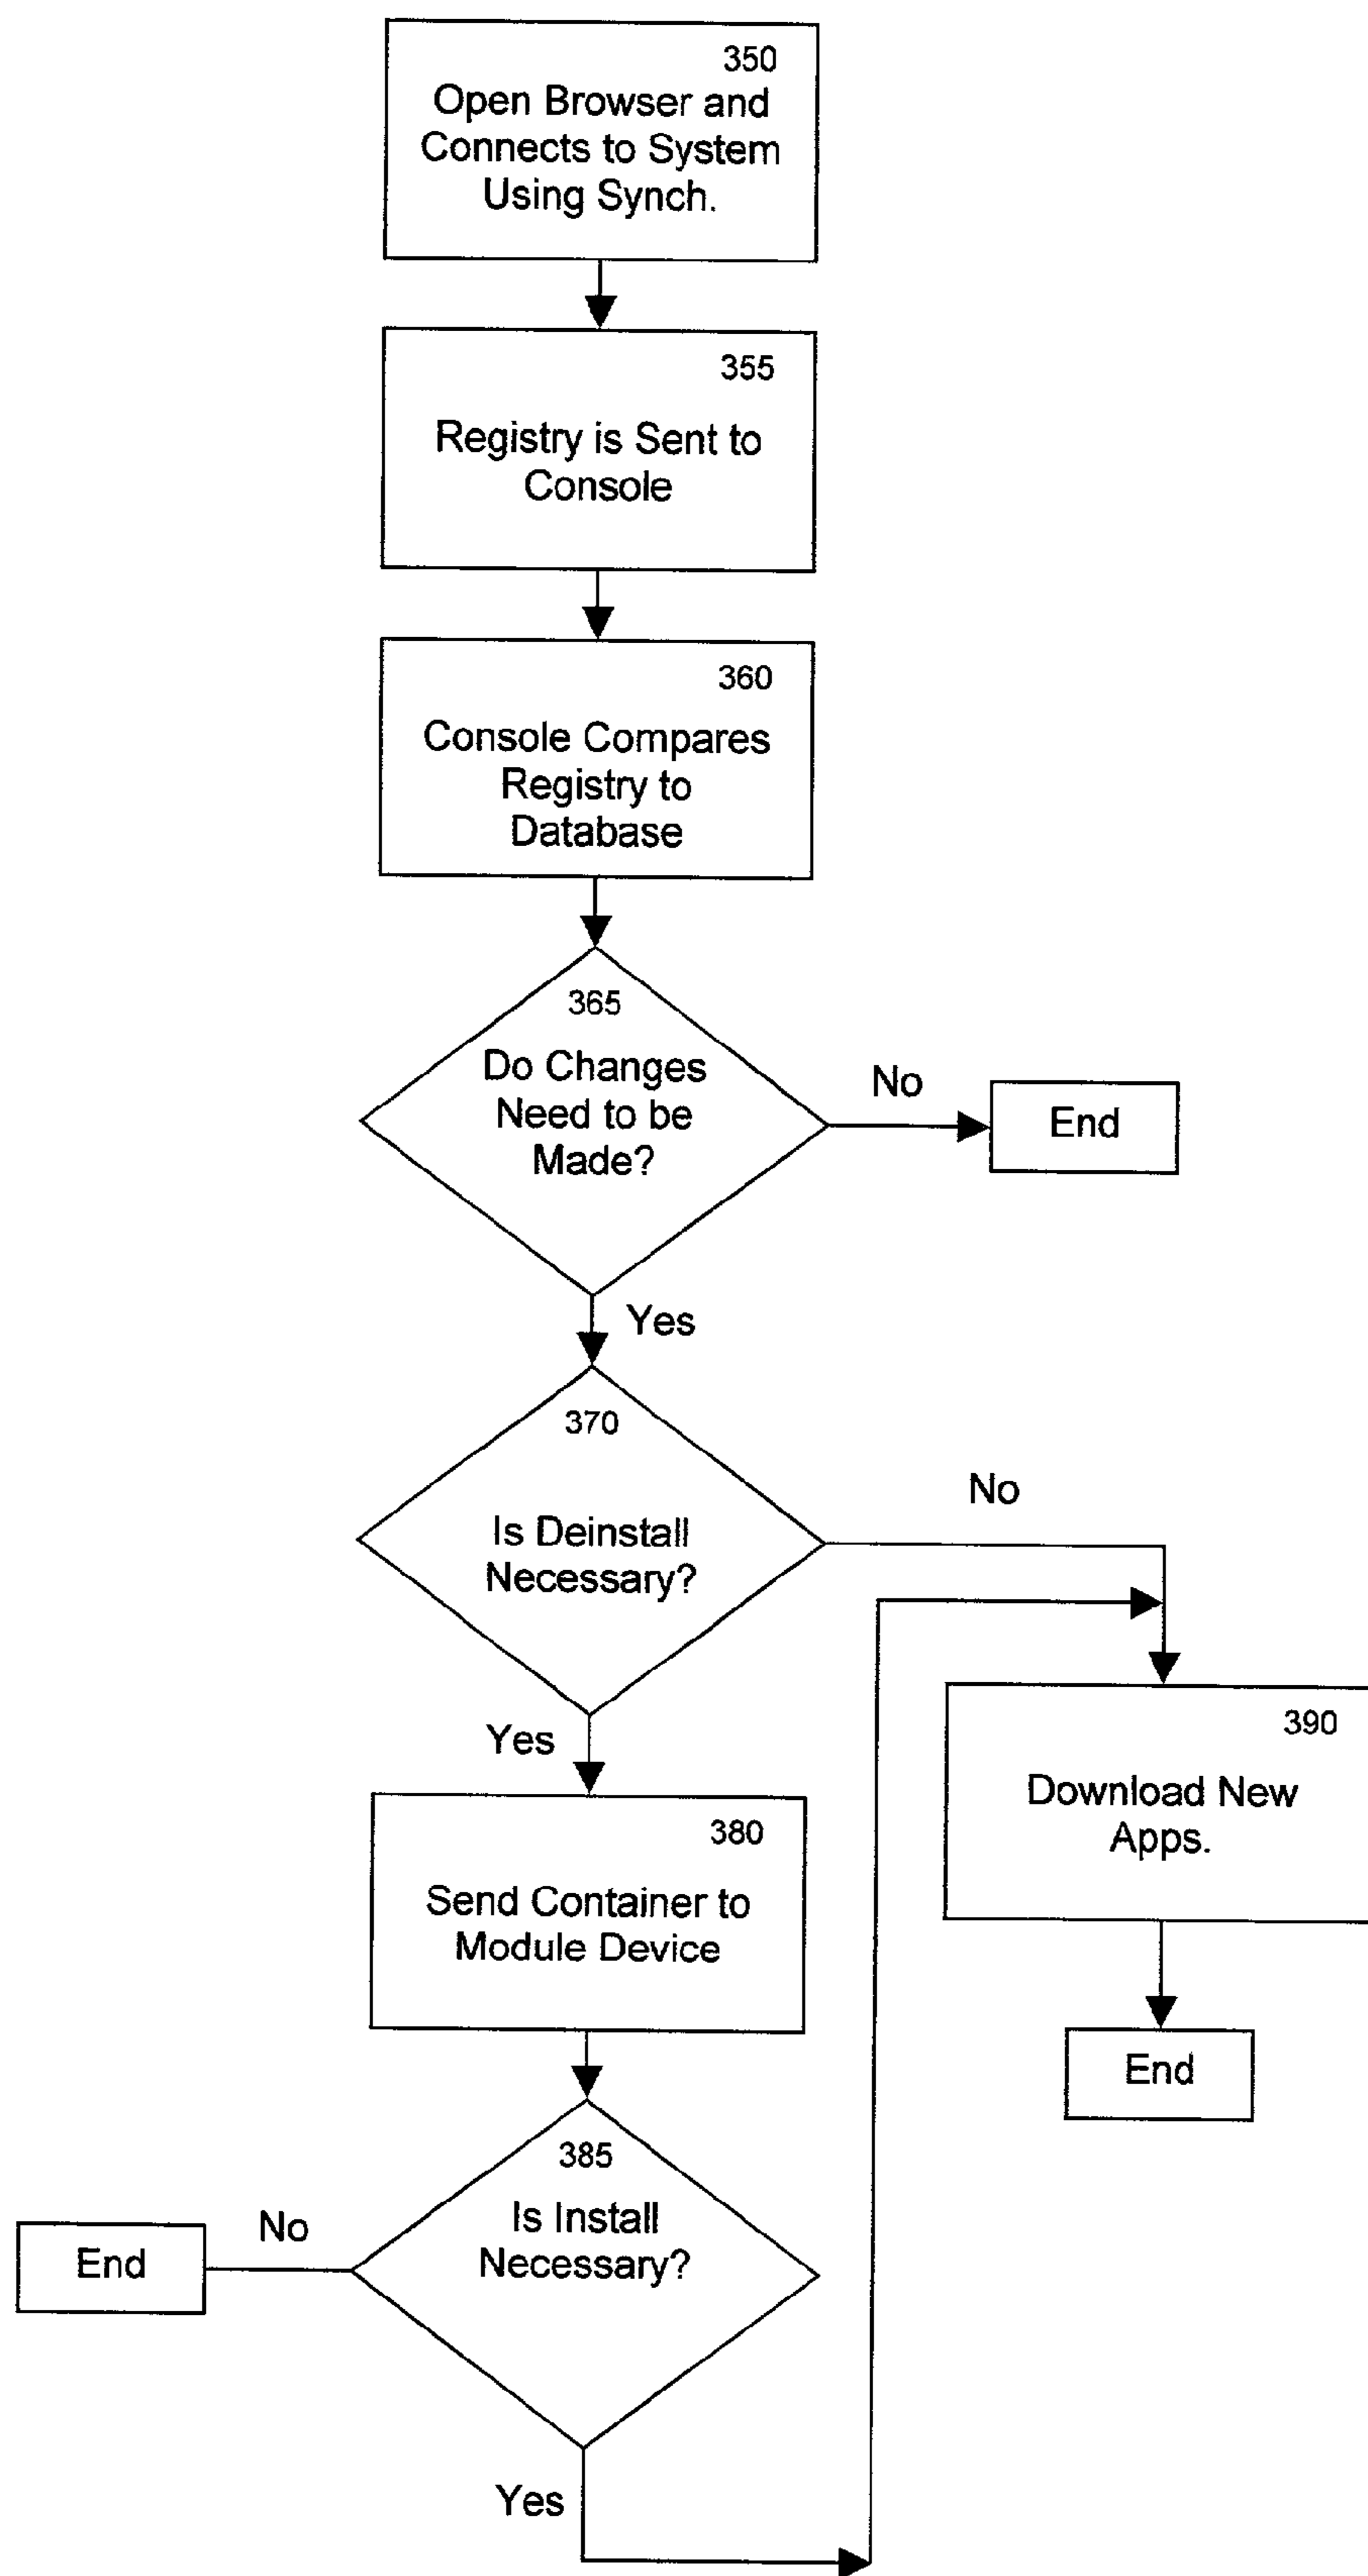 350
Open Browser and
Connects to System
Using Synch.
355
Registry is Sent to
Console
360
Console Compares
Registry to
Database
365
Do Changes
Need to be
Made?
No
End
Yes
370
Is Deinstall
Necessary?
No
Yes
390
Download New
Apps.
380
Send Container to
Module Device
End
385
Is Install
Necessary?
No
End
Yes